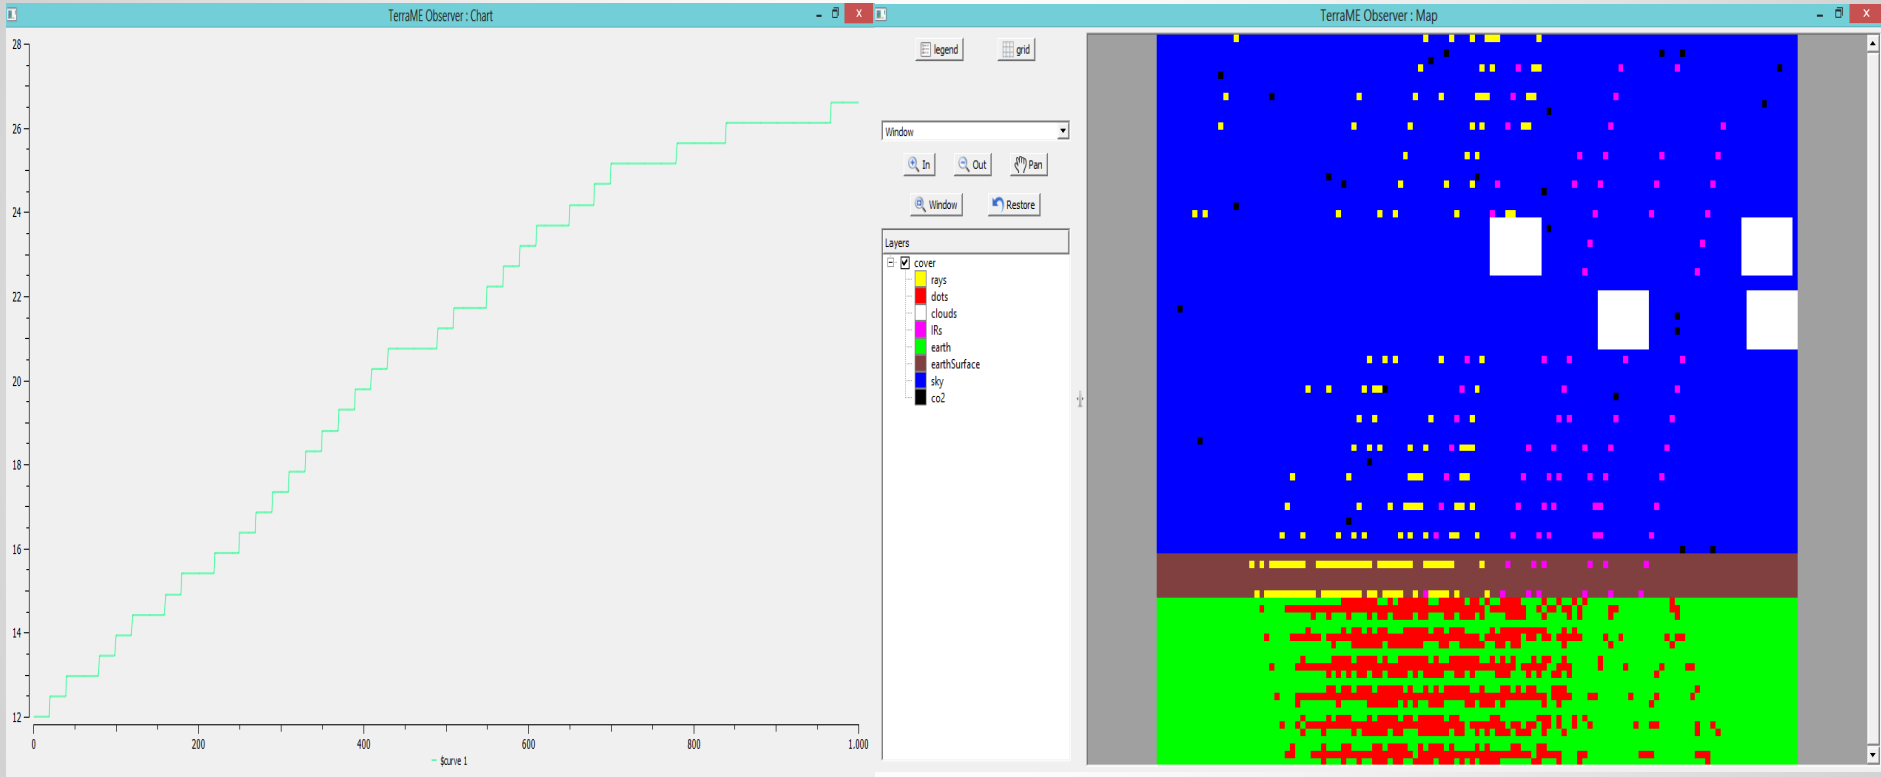 TerraME Observer : Chart
28
26
24
22
20
18
16
14
12
0
200
400
600
800
1.000
$curve 1
TerraME Observer : Map
legend
grid
Window
In
Out
Pan
Window
Restore
Layers
cover
rays
dots
clouds
IRs
earth
earthSurface
sky
co2